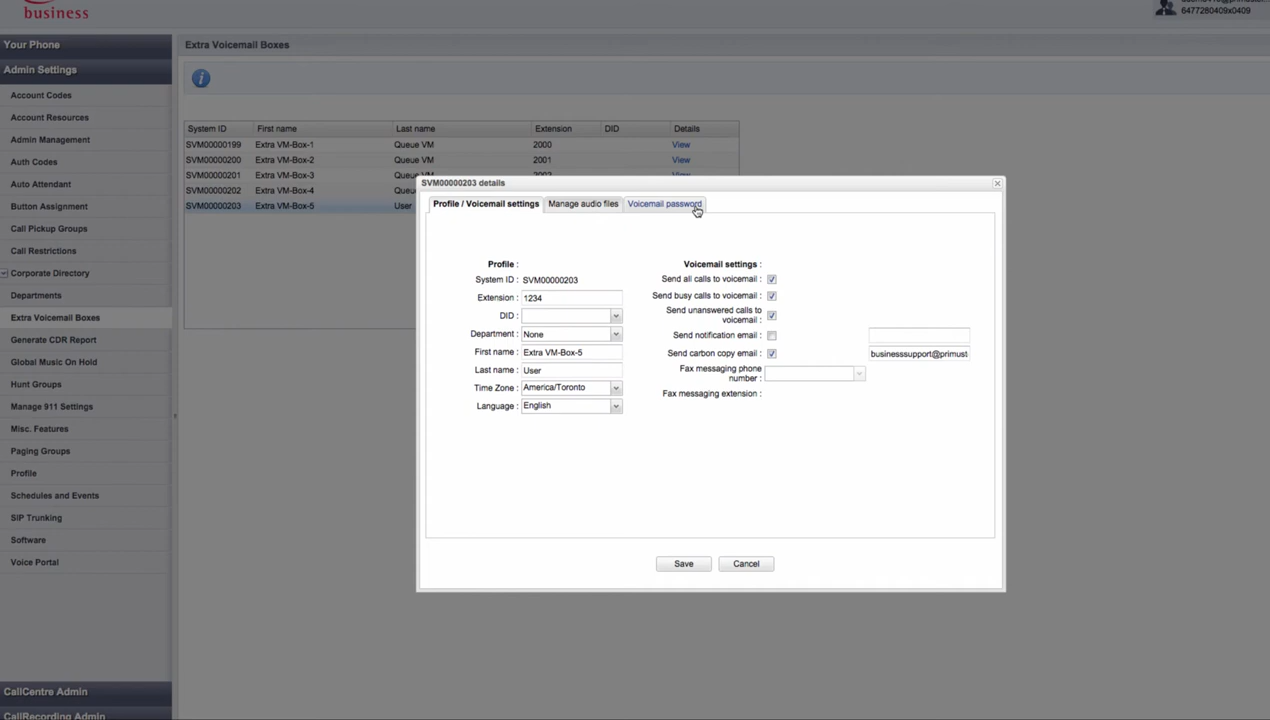 business
6477280409x0409
Your Phone
Admin Settings
Account Codes
Account Resources
Admin Management
Auth Codes
Auto Attendant
Button Assignment
Call Pickup Groups
Call Restrictions
Corporate Directory
Departments
Extra Voicemail Boxes
Generate CDR Report
Global Music On Hold
Hunt Groups
Manage 911 Settings
Misc. Features
Paging Groups
Profile
Schedules and Events
SIP Trunking
Software
Voice Portal
CallCentre Admin
CallRecording Admin
Extra Voicemail Boxes
System ID First name Last name Extension DID Details
SVM00000199 Extra VM-Box-1 Queue VM 2000 View
SVM00000200 Extra VM-Box-2 Queue VM 2001 View
SVM00000201 Extra VM-Box-3 Queue VM 2002 View
SVM00000202 Extra VM-Box-4 Queue
SVM00000203 Extra VM-Box-5 User
SVM00000203 details
Profile / Voicemail settings Manage audio files Voicemail password
Profile :
System ID : SVM00000203
Extension : 1234
DID :
Department : None
First name : Extra VM-Box-5
Last name : User
Time Zone : America/Toronto
Language : English
Voicemail settings :
Send all calls to voicemail :
Send busy calls to voicemail :
Send unanswered calls to
voicemail :
Send notification email :
Send carbon copy email : businesssupport@primust
Fax messaging phone
number :
Fax messaging extension :
Save Cancel